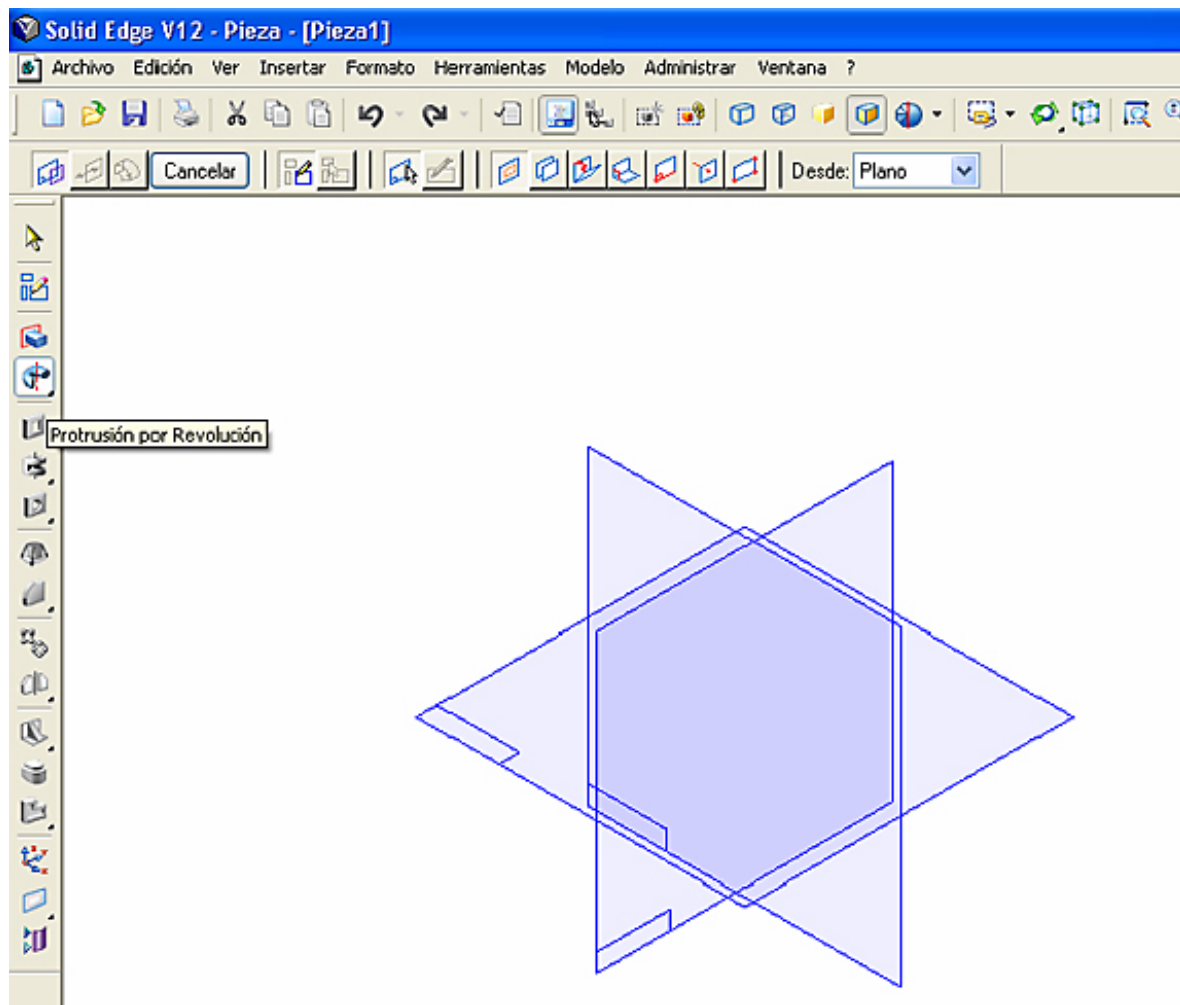 Solid Edge V12 - Pieza - [Pieza1]
Archivo Edición Ver Insertar Formato Herramientas Modelo Administrar Ventana ?
Cancelar Desde: Plano
Protrusión por Revolución